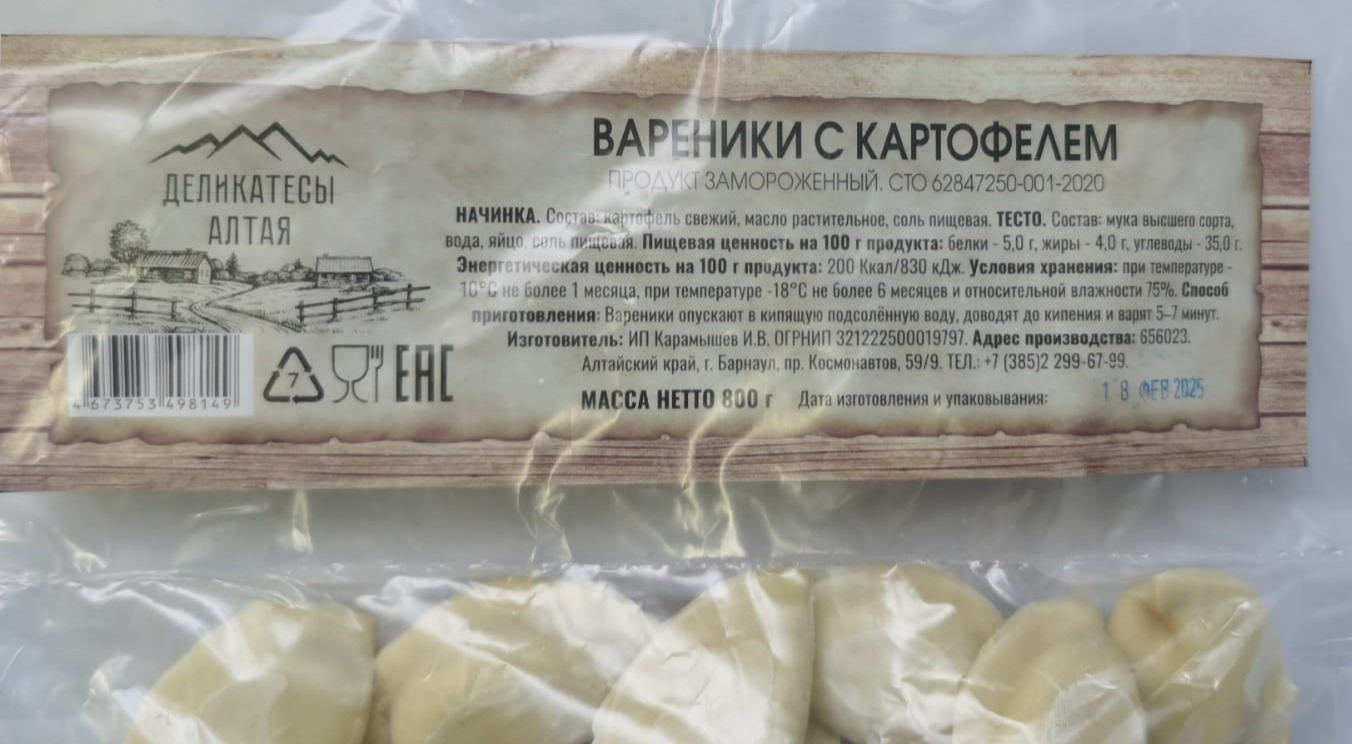 ДЕЛИКАТЕСЫ
АЛТАЯ
ВАРЕНИКИ С КАРТОФЕЛЕМ
ПРОДУКТ ЗАМОРОЖЕННЫЙ. СТО 62847250-001-2020
НАЧИНКА. Состав: картофель свежий, масло растительное, соль пищевая. ТЕСТО. Состав: мука высшего сорта,
вода, яйцо, соль пищевая. Пищевая ценность на 100 г продукта: белки - 5,0 г, жиры - 4,0 г, углеводы - 35,0 г.
Энергетическая ценность на 100 г продукта: 200 Ккал/830 кДж. Условия хранения: при температуре -
10°С не более 1 месяца, при температуре -18°С не более 6 месяцев и относительной влажности 75%. Способ
приготовления: Вареники опускают в кипящую подсолённую воду, доводят до кипения и варят 5-7 минут.
Изготовитель: ИП Карамышев И.В. ОГРНИП 321222500019797. Адрес производства: 656023.
Алтайский край, г. Барнаул, пр. Космонавтов, 59/9. ТЕЛ.: +7 (385)2 299-67-99.
МАССА НЕТТО 800 г Дата изготовления и упаковывания: 18 ФЕВ 2025
4 673753 498149
7
ЕАС